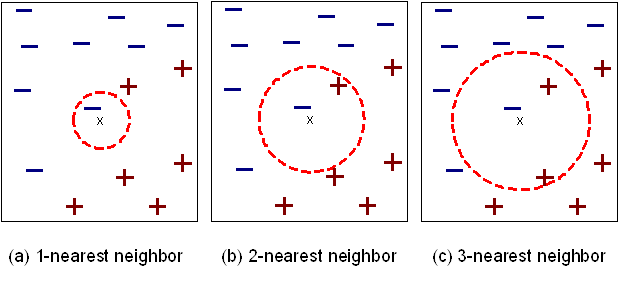 X
X
X
(a) 1-nearest neighbor
(b) 2-nearest neighbor
(c) 3-nearest neighbor